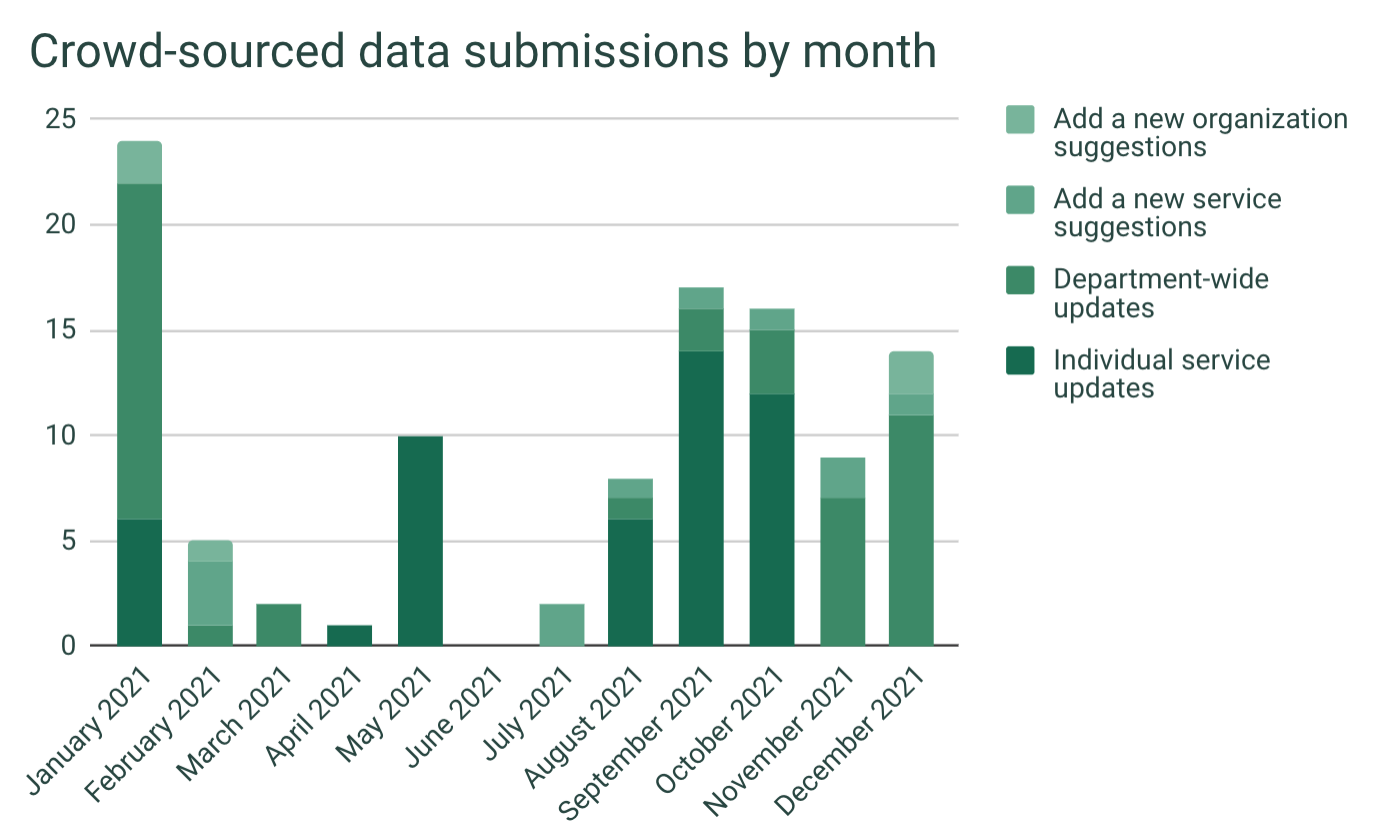 Crowd-sourced data submissions by month
25
20
15
10
5
0
January 2021
February 2021
March 2021
April 2021
May 2021
June 2021
July 2021
August 2021
September 2021
October 2021
November 2021
December 2021
Add a new organization
suggestions
Add a new service
suggestions
Department-wide
updates
Individual service
updates